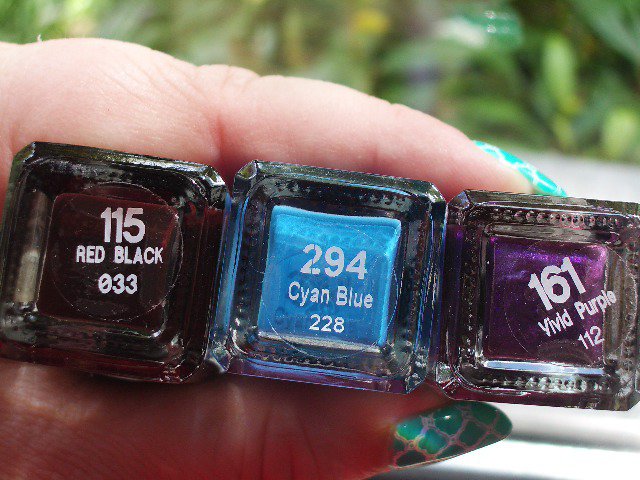 115
RED BLACK
033
294
Cyan Blue
228
161
Vivid Purple
112